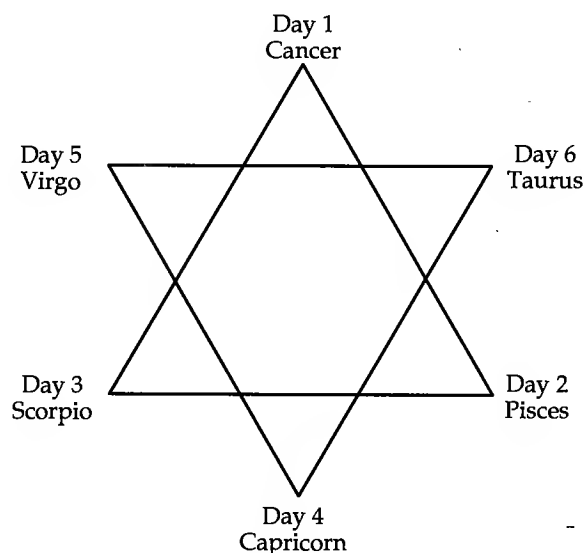 Day 1
Cancer
Day 5
Virgo
Day 6
Taurus
Day 3
Scorpio
Day 2
Pisces
Day 4
Capricorn